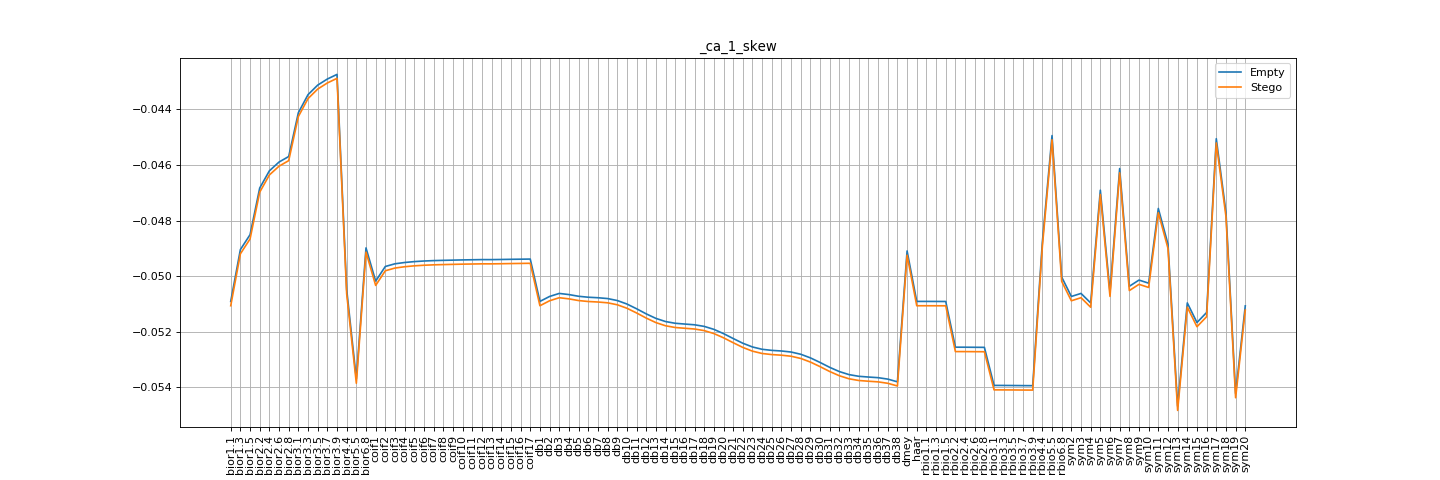 _ca_1_skew
Empty
Stego
−0.044
−0.046
−0.048
−0.050
−0.052
−0.054
bior1.1
bior1.3
bior1.5
bior2.2
bior2.4
bior2.6
bior2.8
bior3.1
bior3.3
bior3.5
bior3.7
bior3.9
bior4.4
bior5.5
bior6.8
coif1
coif2
coif3
coif4
coif5
coif6
coif7
coif8
coif9
coif10
coif11
coif12
coif13
coif14
coif15
coif16
coif17
db1
db2
db3
db4
db5
db6
db7
db8
db9
db10
db11
db12
db13
db14
db15
db16
db17
db18
db19
db20
db21
db22
db23
db24
db25
db26
db27
db28
db29
db30
db31
db32
db33
db34
db35
db36
db37
db38
dmey
haar
rbio1.1
rbio1.3
rbio1.5
rbio2.2
rbio2.4
rbio2.6
rbio2.8
rbio3.1
rbio3.3
rbio3.5
rbio3.7
rbio3.9
rbio4.4
rbio5.5
rbio6.8
sym2
sym3
sym4
sym5
sym6
sym7
sym8
sym9
sym10
sym11
sym12
sym13
sym14
sym15
sym16
sym17
sym18
sym19
sym20